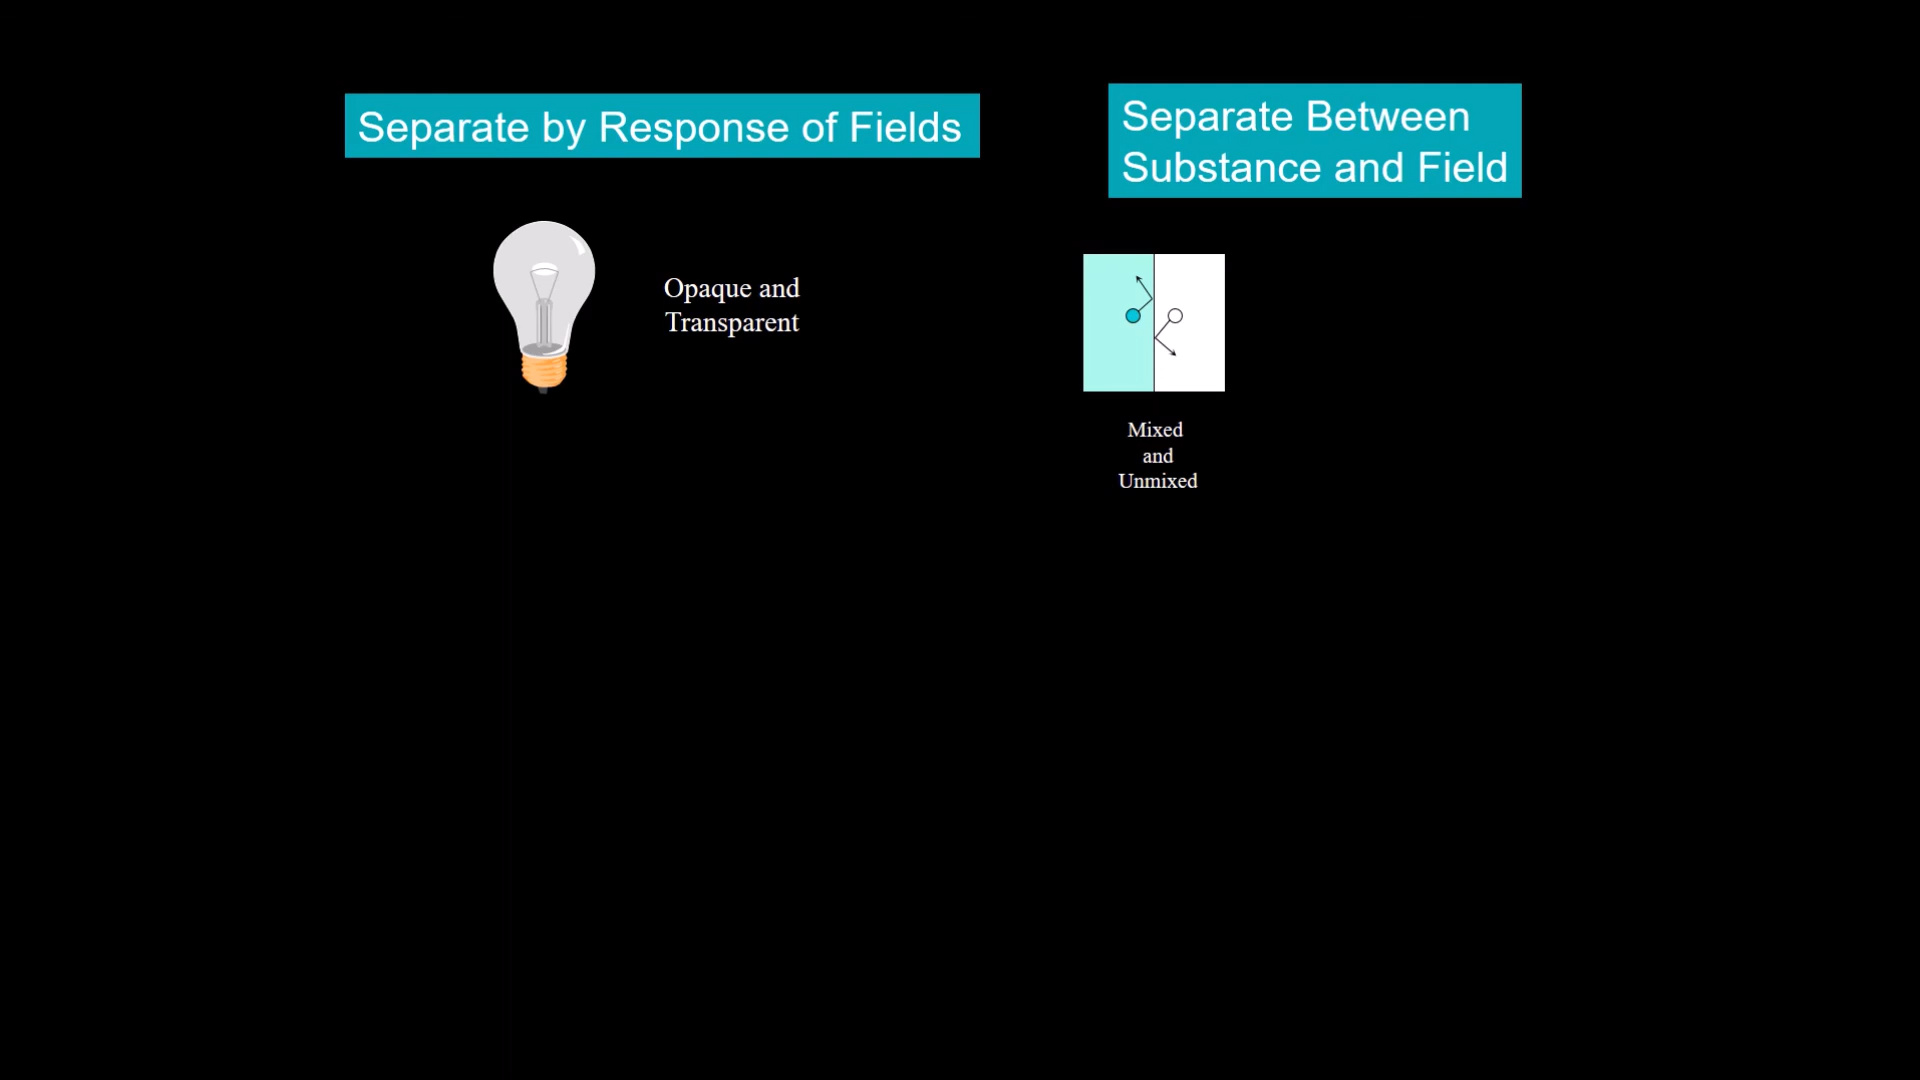 Separate by Response of Fields
Separate Between
Substance and Field
Opaque and
Transparent
Mixed
and
Unmixed